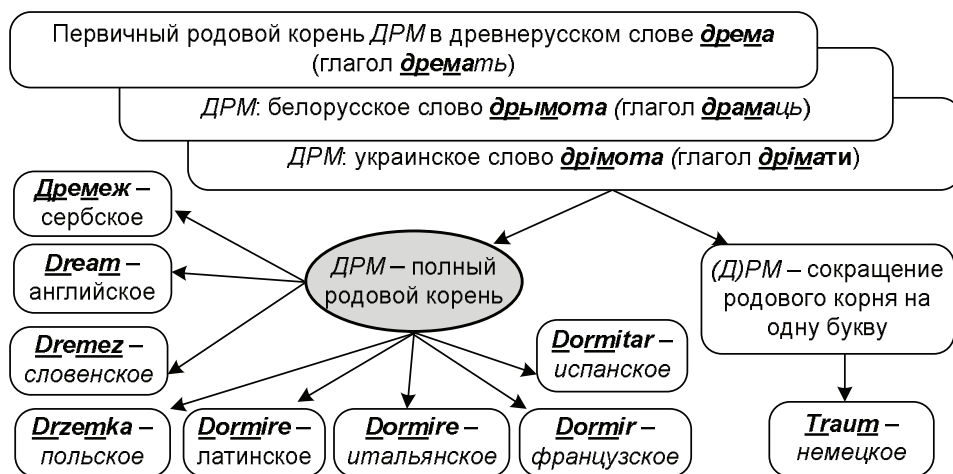 Первичный родовой корень ДРМ в древнерусском слове дрема
(глагол дремать)
ДРМ: белорусское слово дрымота (глагол драмаць)
ДРМ: украинское слово дрімота (глагол дрімати)
Дремеж –
сербское
Dream –
английское
Dremez –
словенское
ДРМ – полный
родовой корень
(Д)РМ – сокращение
родового корня на
одну букву
Dormitar –
испанское
Drzemka –
польское
Dormire –
латинское
Dormire –
итальянское
Dormir –
французское
Traum –
немецкое